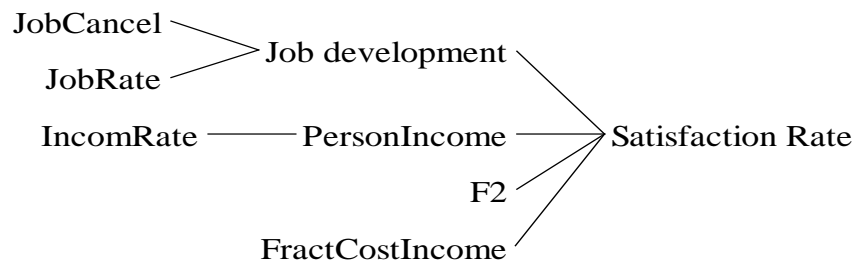 JobCancel
Job development
JobRate
IncomRate
PersonIncome
Satisfaction Rate
F2
FractCostIncome